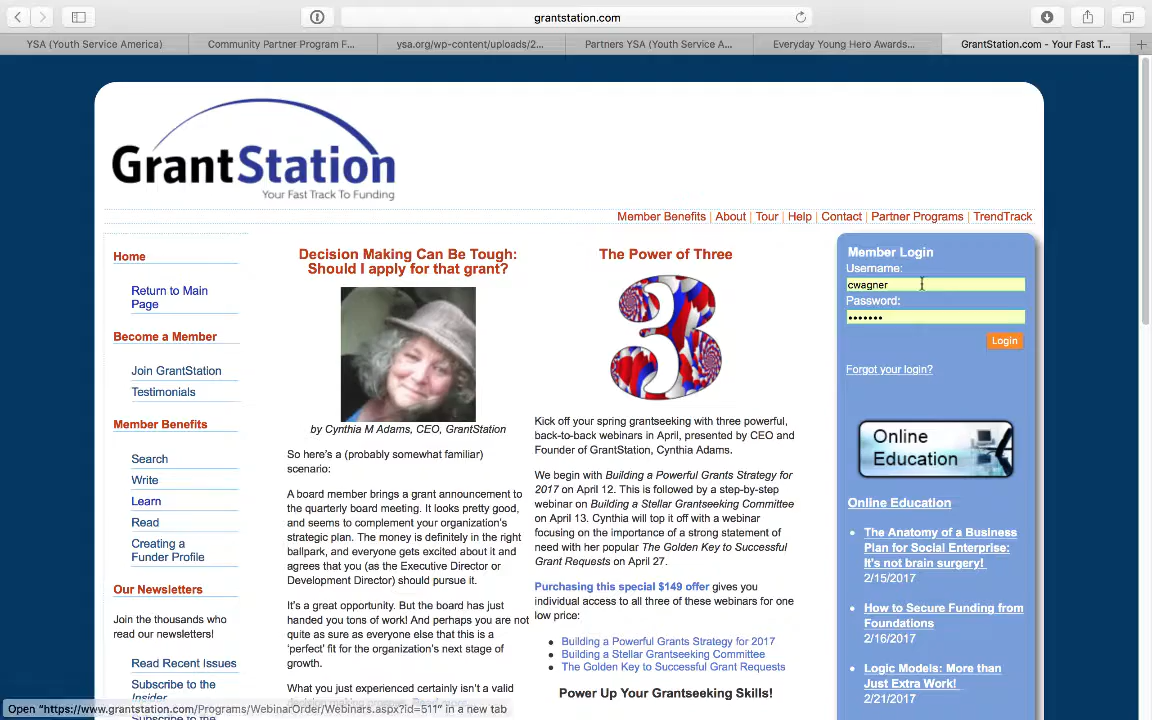 grantstation.com
YSA (Youth Service America)
Community Partner Program F...
ysa.org/wp-content/uploads/2...
Partners YSA (Youth Service A...
Everyday Young Hero Awards...
GrantStation.com - Your Fast T...
GrantStation
Your Fast Track To Funding
Member Benefits | About | Tour | Help | Contact | Partner Programs | TrendTrack
Home
Return to Main
Page
Become a Member
Join GrantStation
Testimonials
Member Benefits
Search
Write
Learn
Read
Creating a
Funder Profile
Our Newsletters
Join the thousands who
read our newsletters!
Read Recent Issues
Subscribe to the
Insider
Subscribe to the
Decision Making Can Be Tough:
Should I apply for that grant?
by Cynthia M Adams, CEO, GrantStation
So here's a (probably somewhat familiar)
scenario:
A board member brings a grant announcement to
the quarterly board meeting. It looks pretty good,
and seems to complement your organization's
strategic plan. The money is definitely in the right
ballpark, and everyone gets excited about it and
agrees that you (as the Executive Director or
Development Director) should pursue it.
It's a great opportunity. But the board has just
handed you tons of work! And perhaps you are not
quite as sure as everyone else that this is a
'perfect' fit for the organization's next stage of
growth.
What you just experienced certainly isn't a valid
The Power of Three
3
Kick off your spring grantseeking with three powerful,
back-to-back webinars in April, presented by CEO and
Founder of GrantStation, Cynthia Adams.
We begin with Building a Powerful Grants Strategy for
2017 on April 12. This is followed by a step-by-step
webinar on Building a Stellar Grantseeking Committee
on April 13. Cynthia will top it off with a webinar
focusing on the importance of a strong statement of
need with her popular The Golden Key to Successful
Grant Requests on April 27.
Purchasing this special $149 offer gives you
individual access to all three of these webinars for one
low price:
• Building a Powerful Grants Strategy for 2017
• Building a Stellar Grantseeking Committee
• The Golden Key to Successful Grant Requests
Power Up Your Grantseeking Skills!
Member Login
Username:
cwagner
Password:
•••••••
Login
Forgot your login?
Online
Education
Online Education
• The Anatomy of a Business
Plan for Social Enterprise:
It's not brain surgery!
2/15/2017
• How to Secure Funding from
Foundations
2/16/2017
• Logic Models: More than
Just Extra Work!
2/21/2017
Open "https://www.grantstation.com/Programs/WebinarOrder/Webinars.aspx?id=511" in a new tab